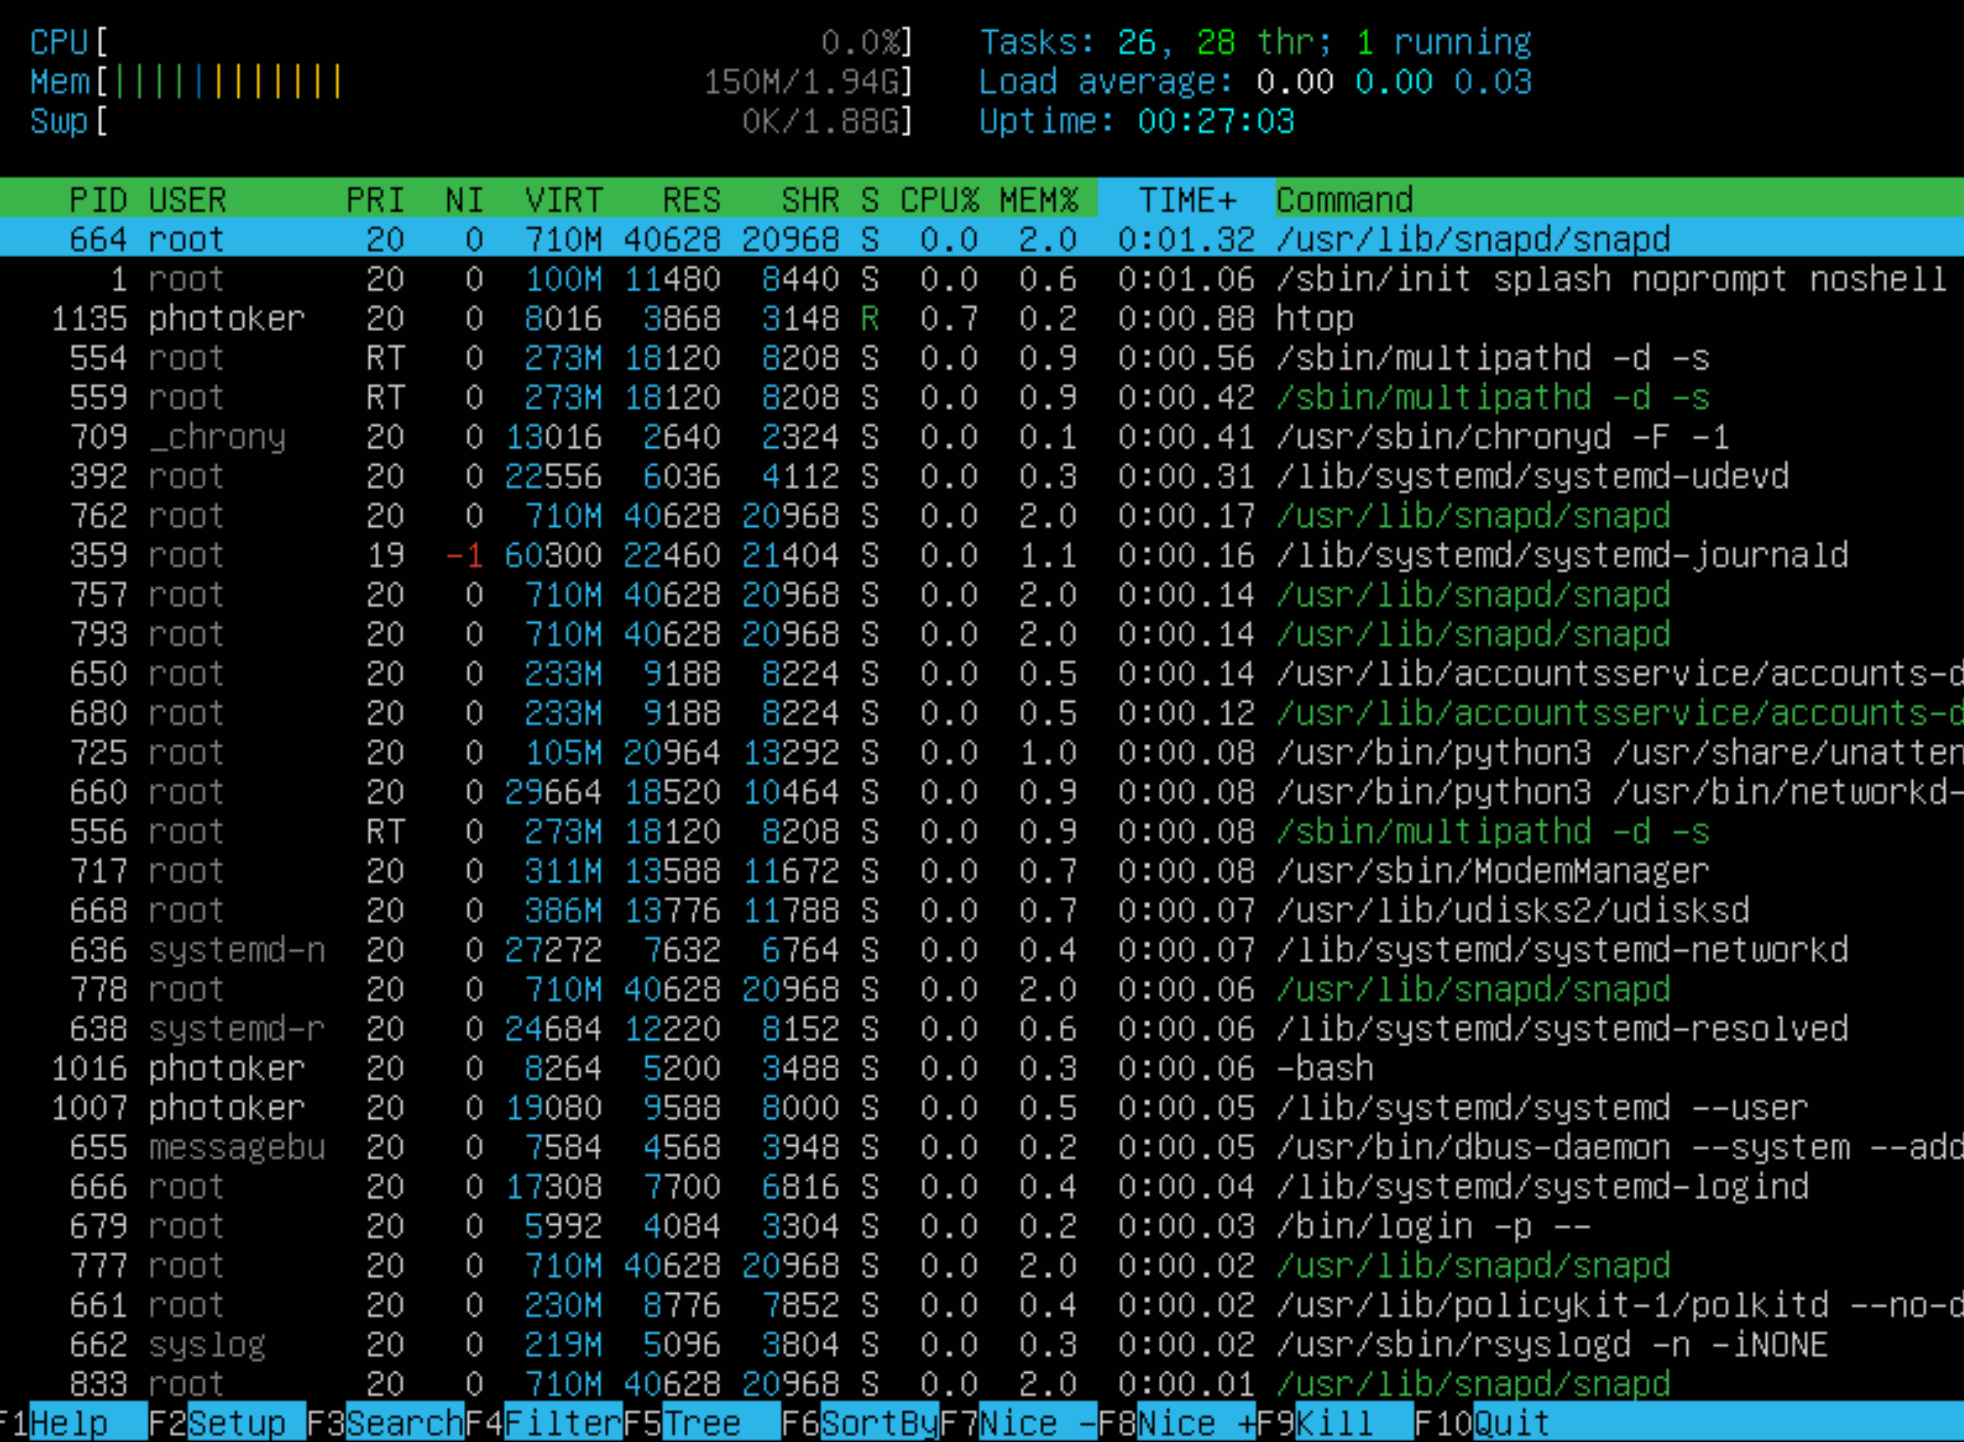 CPU[ 0.0%] Tasks: 26, 28 thr; 1 running
Mem[|||||||||||| 150M/1.94G] Load average: 0.00 0.00 0.03
Swp[ 0K/1.88G] Uptime: 00:27:03
PID USER PRI NI VIRT RES SHR S CPU% MEM% TIME+ Command
664 root 20 0 710M 40628 20968 S 0.0 2.0 0:01.32 /usr/lib/snapd/snapd
1 root 20 0 100M 11480 8440 S 0.0 0.6 0:01.06 /sbin/init splash noprompt noshell
1135 photoker 20 0 8016 3868 3148 R 0.7 0.2 0:00.88 htop
554 root RT 0 273M 18120 8208 S 0.0 0.9 0:00.56 /sbin/multipathd -d -s
559 root RT 0 273M 18120 8208 S 0.0 0.9 0:00.42 /sbin/multipathd -d -s
709 _chrony 20 0 13016 2640 2324 S 0.0 0.1 0:00.41 /usr/sbin/chronyd -F -1
392 root 20 0 22556 6036 4112 S 0.0 0.3 0:00.31 /lib/systemd/systemd-udevd
762 root 20 0 710M 40628 20968 S 0.0 2.0 0:00.17 /usr/lib/snapd/snapd
359 root 19 -1 60300 22460 21404 S 0.0 1.1 0:00.16 /lib/systemd/systemd-journald
757 root 20 0 710M 40628 20968 S 0.0 2.0 0:00.14 /usr/lib/snapd/snapd
793 root 20 0 710M 40628 20968 S 0.0 2.0 0:00.14 /usr/lib/snapd/snapd
650 root 20 0 233M 9188 8224 S 0.0 0.5 0:00.14 /usr/lib/accountsservice/accounts-d
680 root 20 0 233M 9188 8224 S 0.0 0.5 0:00.12 /usr/lib/accountsservice/accounts-d
725 root 20 0 105M 20964 13292 S 0.0 1.0 0:00.08 /usr/bin/python3 /usr/share/unatten
660 root 20 0 29664 18520 10464 S 0.0 0.9 0:00.08 /usr/bin/python3 /usr/bin/networkd-
556 root RT 0 273M 18120 8208 S 0.0 0.9 0:00.08 /sbin/multipathd -d -s
717 root 20 0 311M 13588 11672 S 0.0 0.7 0:00.08 /usr/sbin/ModemManager
668 root 20 0 386M 13776 11788 S 0.0 0.7 0:00.07 /usr/lib/udisks2/udisksd
636 systemd-n 20 0 27272 7632 6764 S 0.0 0.4 0:00.07 /lib/systemd/systemd-networkd
778 root 20 0 710M 40628 20968 S 0.0 2.0 0:00.06 /usr/lib/snapd/snapd
638 systemd-r 20 0 24684 12220 8152 S 0.0 0.6 0:00.06 /lib/systemd/systemd-resolved
1016 photoker 20 0 8264 5200 3488 S 0.0 0.3 0:00.06 -bash
1007 photoker 20 0 19080 9588 8000 S 0.0 0.5 0:00.05 /lib/systemd/systemd --user
655 messagebu 20 0 7584 4568 3948 S 0.0 0.2 0:00.05 /usr/bin/dbus-daemon --system --add
666 root 20 0 17308 7700 6816 S 0.0 0.4 0:00.04 /lib/systemd/systemd-logind
679 root 20 0 5992 4084 3304 S 0.0 0.2 0:00.03 /bin/login -p --
777 root 20 0 710M 40628 20968 S 0.0 2.0 0:00.02 /usr/lib/snapd/snapd
661 root 20 0 230M 8776 7852 S 0.0 0.4 0:00.02 /usr/lib/policykit-1/polkitd --no-d
662 syslog 20 0 219M 5096 3804 S 0.0 0.3 0:00.02 /usr/sbin/rsyslogd -n -iNONE
833 root 20 0 710M 40628 20968 S 0.0 2.0 0:00.01 /usr/lib/snapd/snapd
F1Help F2Setup F3SearchF4FilterF5Tree F6SortByF7Nice -F8Nice +F9Kill F10Quit